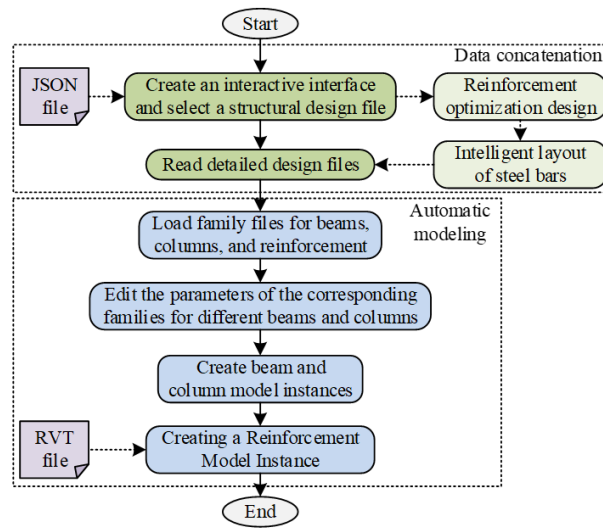 Start
Data concatenation
JSON
file
Create an interactive interface
and select a structural design file
Reinforcement
optimization design
Read detailed design files
Intelligent layout
of steel bars
Automatic
modeling
Load family files for beams,
columns, and reinforcement
Edit the parameters of the corresponding
families for different beams and columns
Create beam and
column model instances
RVT
file
Creating a Reinforcement
Model Instance
End